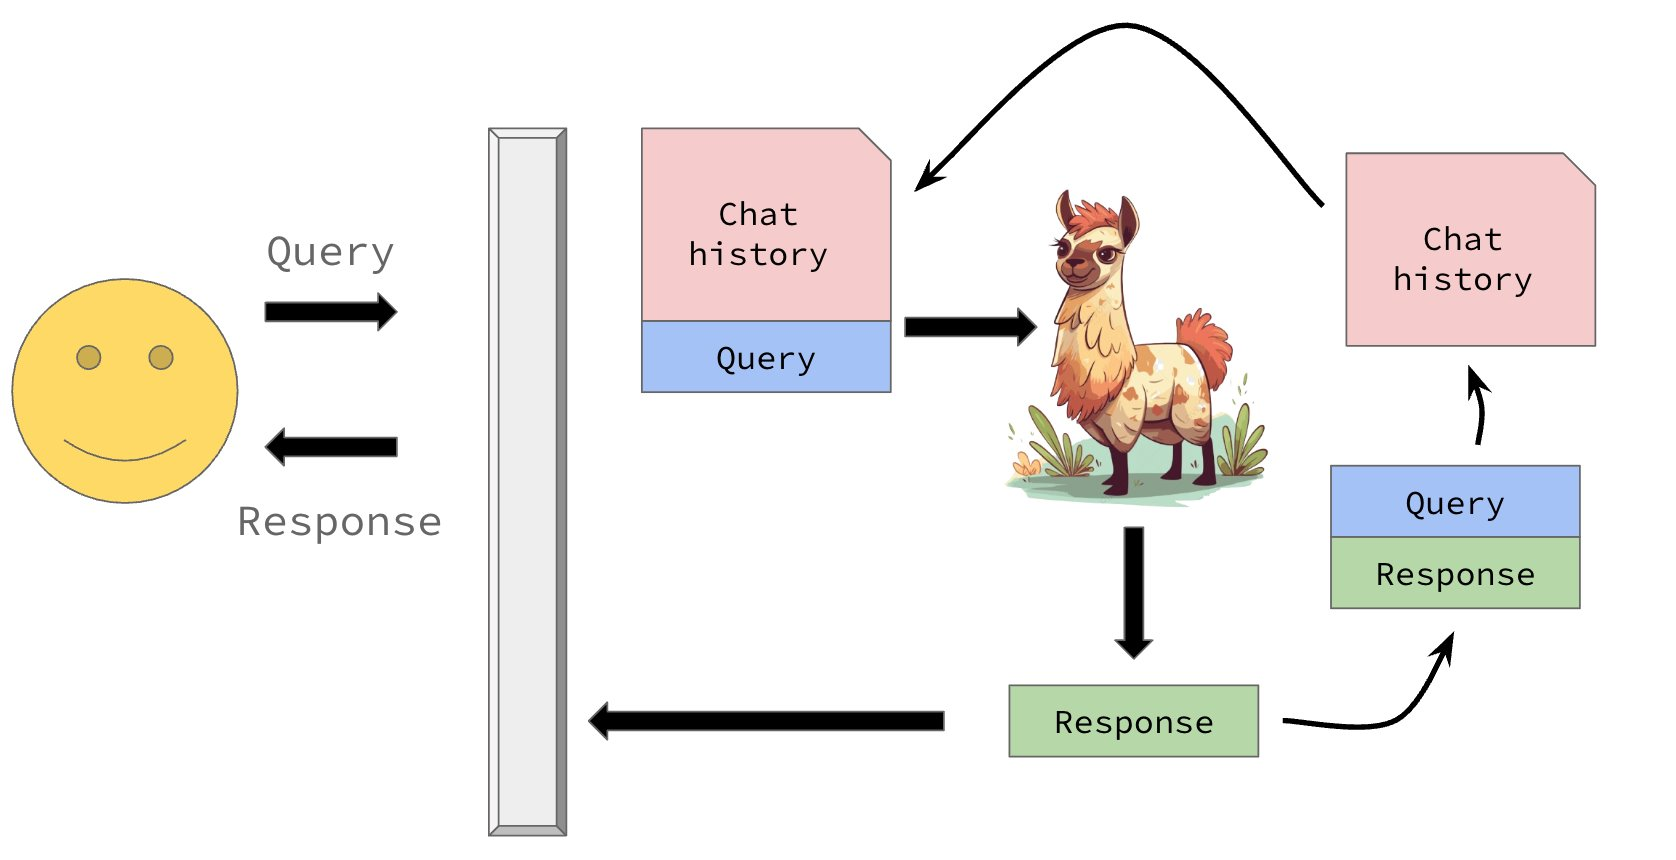 Query
Response
Chat
history
Query
Response
Chat
history
Query
Response